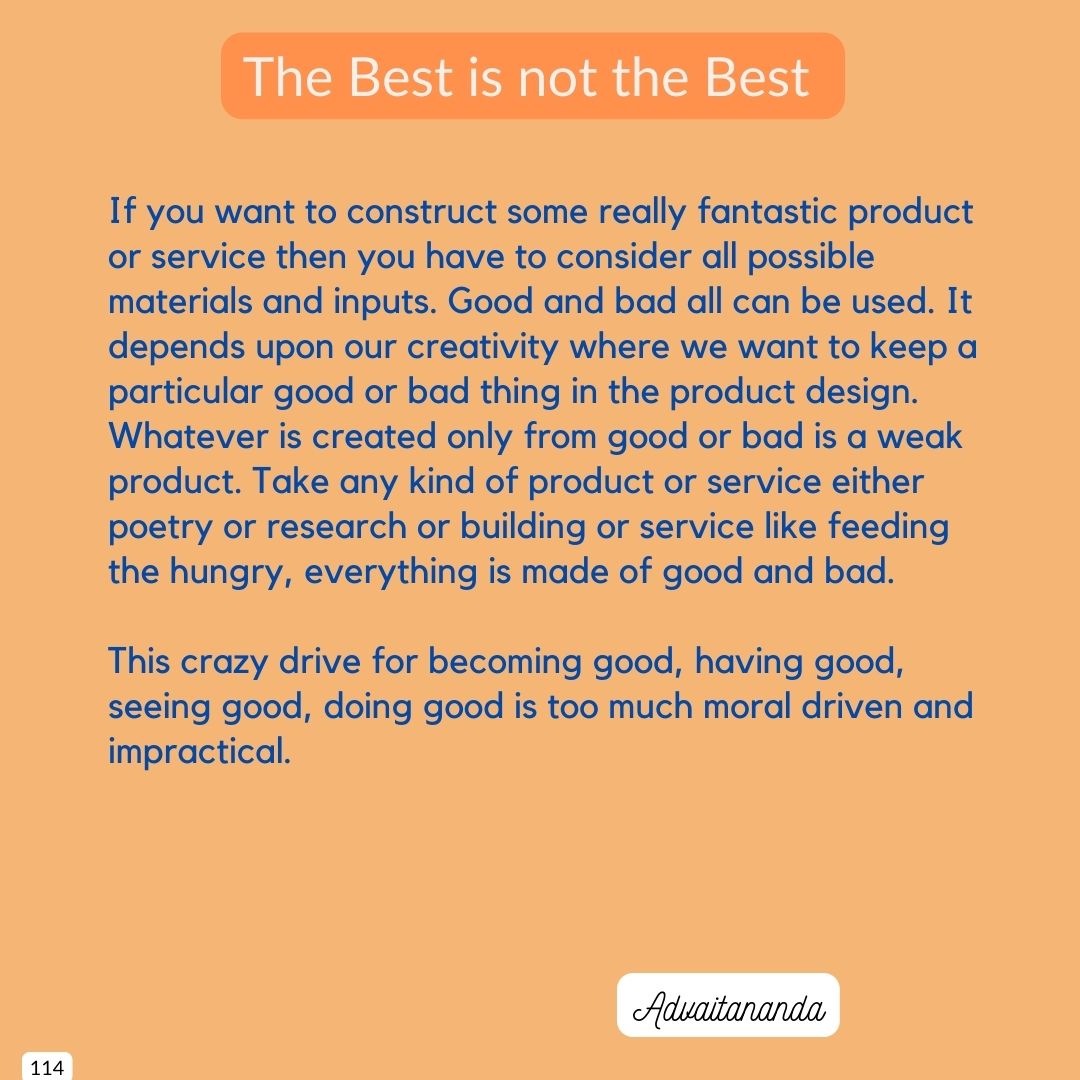 The Best is not the Best
If you want to construct some really fantastic product
or service then you have to consider all possible
materials and inputs. Good and bad all can be used. It
depends upon our creativity where we want to keep a
particular good or bad thing in the product design.
Whatever is created only from good or bad is a weak
product. Take any kind of product or service either
poetry or research or building or service like feeding
the hungry, everything is made of good and bad.
This crazy drive for becoming good, having good,
seeing good, doing good is too much moral driven and
impractical.
Advaitananda
114